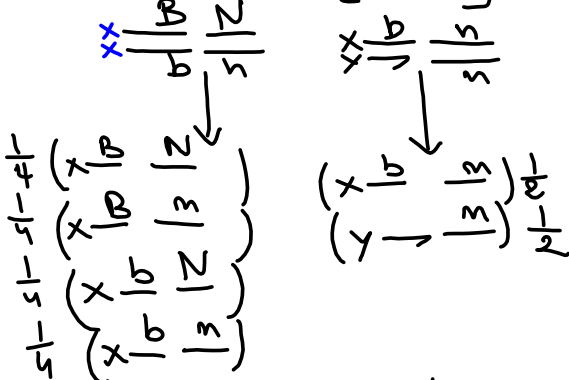 B N
x
x
b n
x b n
y
n
1/4 (x B N)
1/4 (x B n)
1/4 (x b N)
1/4 (x b n)
(x b n) 1/2
(y n) 1/2